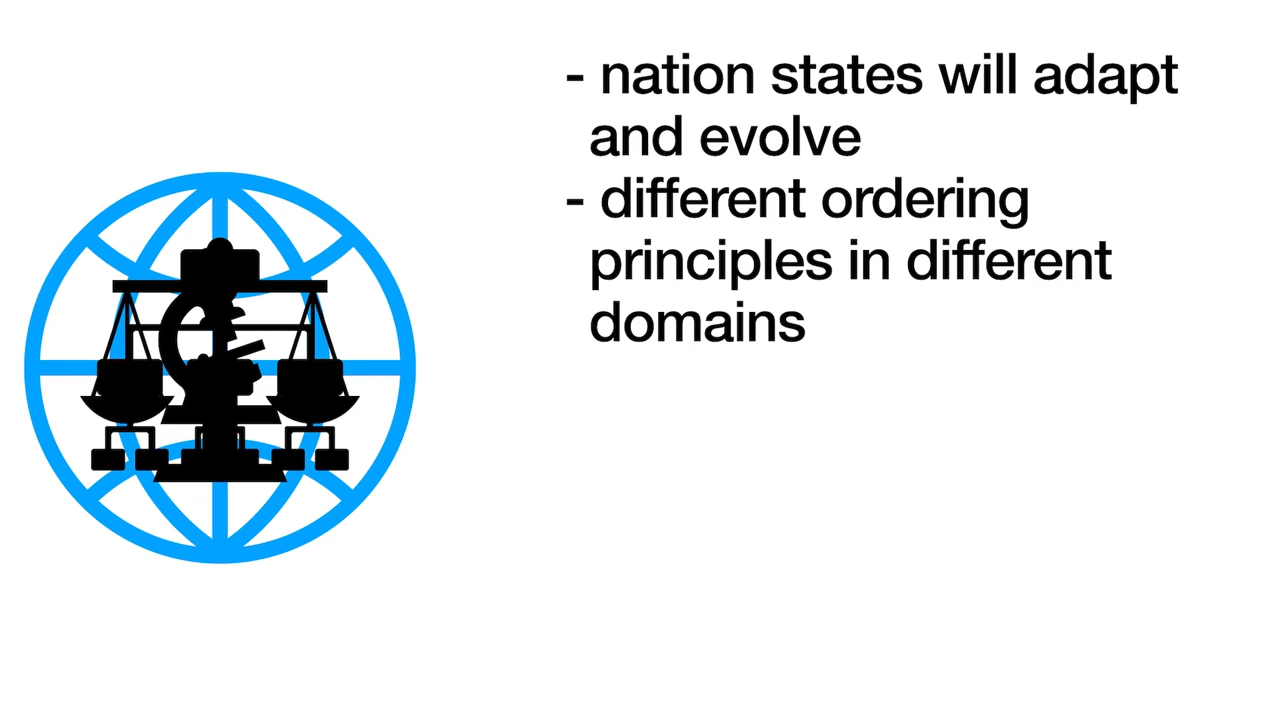 - nation states will adapt
and evolve
- different ordering
principles in different
domains